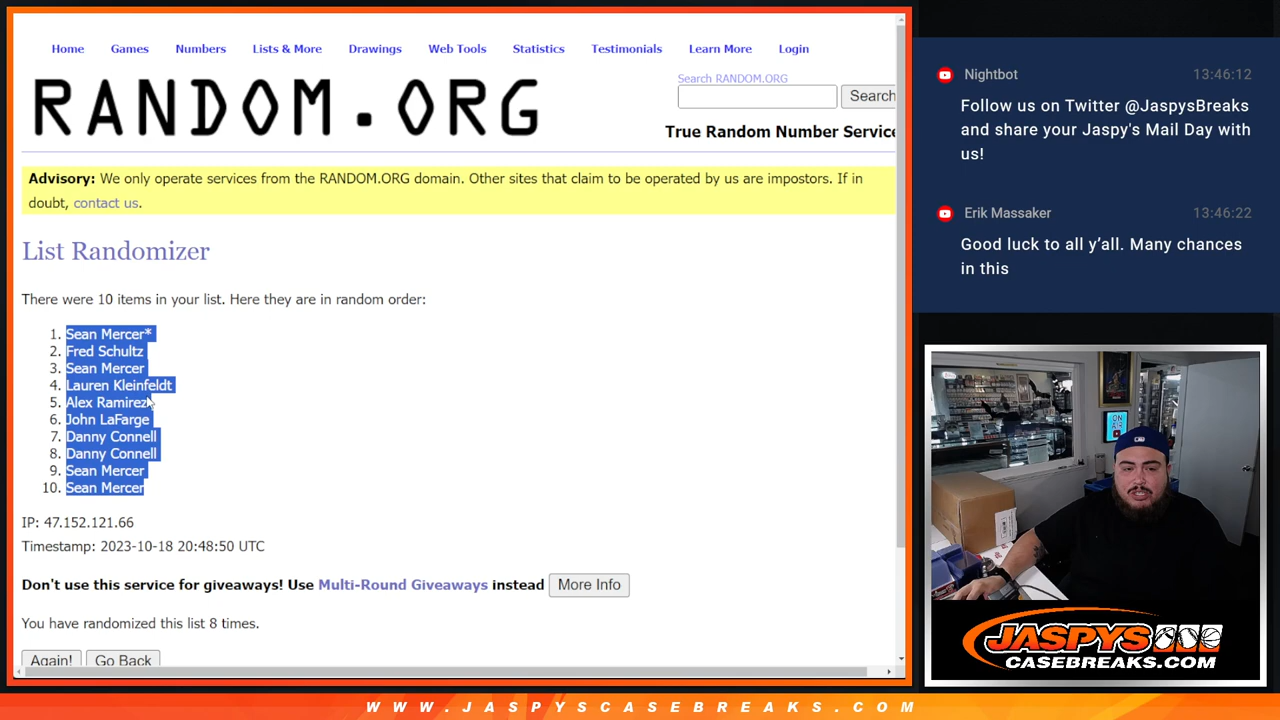 Home Games Numbers Lists & More Drawings Web Tools Statistics Testimonials Learn More Login
RANDOM.ORG
Search RANDOM.ORG
Search
True Random Number Service
Advisory: We only operate services from the RANDOM.ORG domain. Other sites that claim to be operated by us are impostors. If in
doubt, contact us.
List Randomizer
There were 10 items in your list. Here they are in random order:
1. Sean Mercer*
2. Fred Schultz
3. Sean Mercer
4. Lauren Kleinfeldt
5. Alex Ramirez
6. John LaFarge
7. Danny Connell
8. Danny Connell
9. Sean Mercer
10. Sean Mercer
IP: 47.152.121.66
Timestamp: 2023-10-18 20:48:50 UTC
Don't use this service for giveaways! Use Multi-Round Giveaways instead More Info
You have randomized this list 8 times.
Again! Go Back
Nightbot 13:46:12
Follow us on Twitter @JaspysBreaks
and share your Jaspy's Mail Day with
us!
Erik Massaker 13:46:22
Good luck to all y’all. Many chances
in this
ON AIR
JASPYS
CASEBREAKS.COM
WWW.JASPYSCASEBREAKS.COM